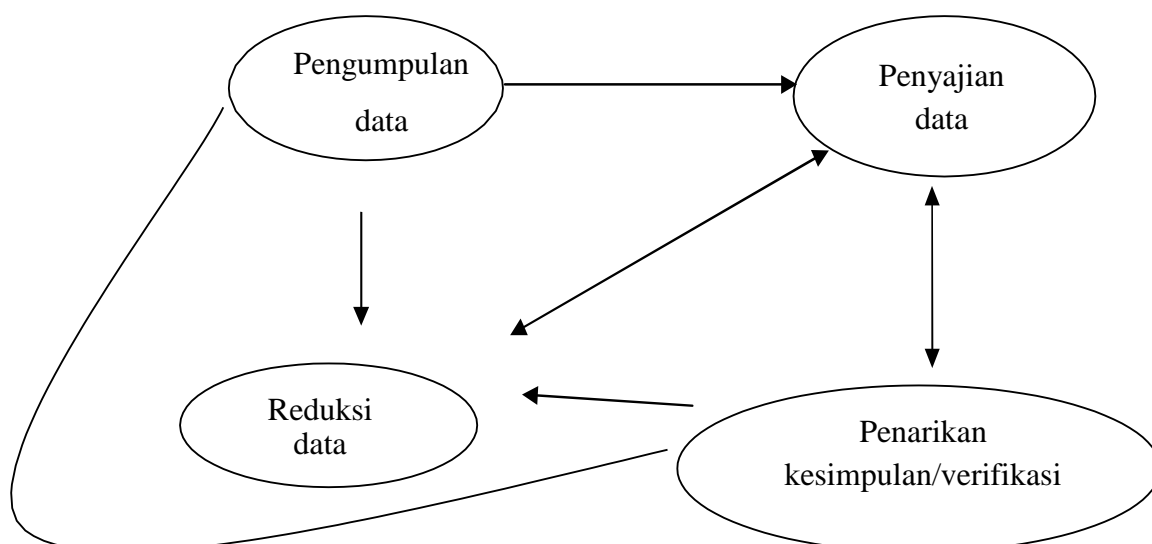 Pengumpulan
data
Penyajian
data
Reduksi
data
Penarikan
kesimpulan/verifikasi